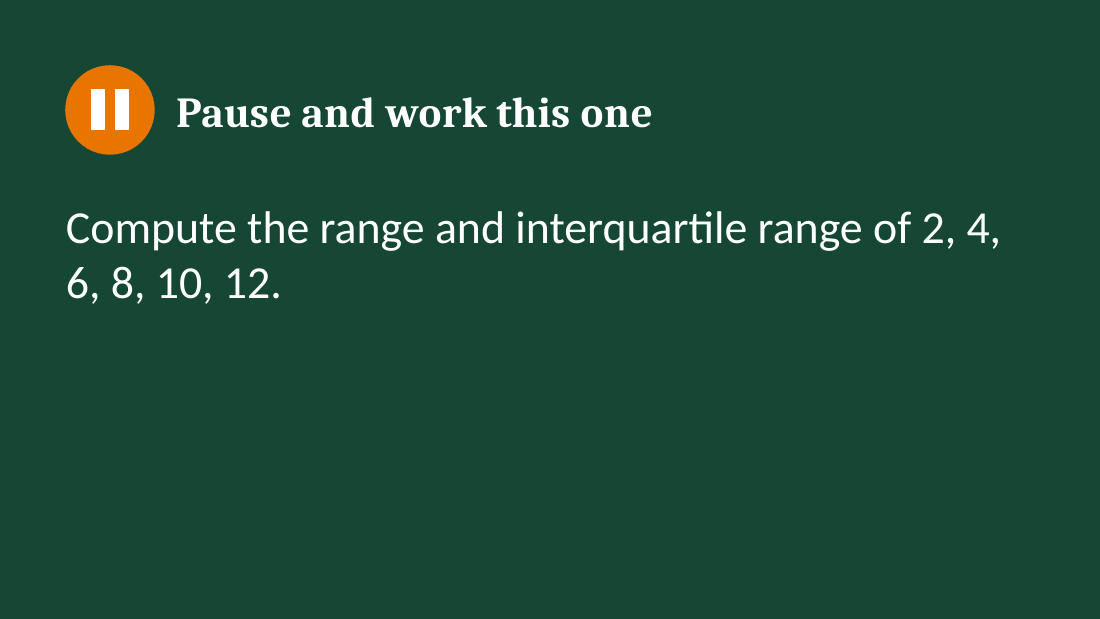 Pause and work this one
Compute the range and interquartile range of 2, 4,
6, 8, 10, 12.